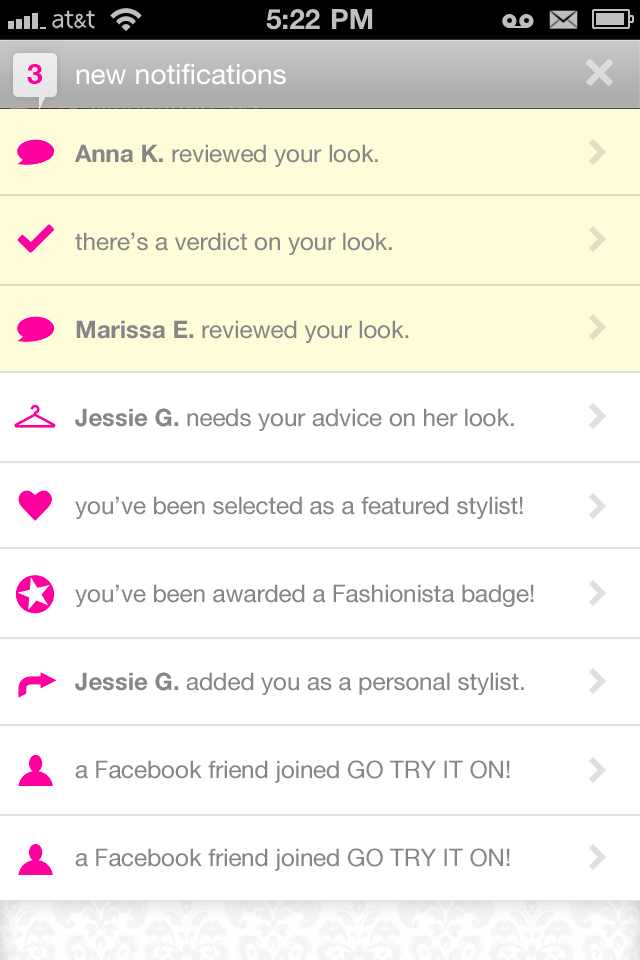 at&t 5:22 PM
3 new notifications
Anna K. reviewed your look.
there's a verdict on your look.
Marissa E. reviewed your look.
Jessie G. needs your advice on her look.
you've been selected as a featured stylist!
you've been awarded a Fashionista badge!
Jessie G. added you as a personal stylist.
a Facebook friend joined GO TRY IT ON!
a Facebook friend joined GO TRY IT ON!